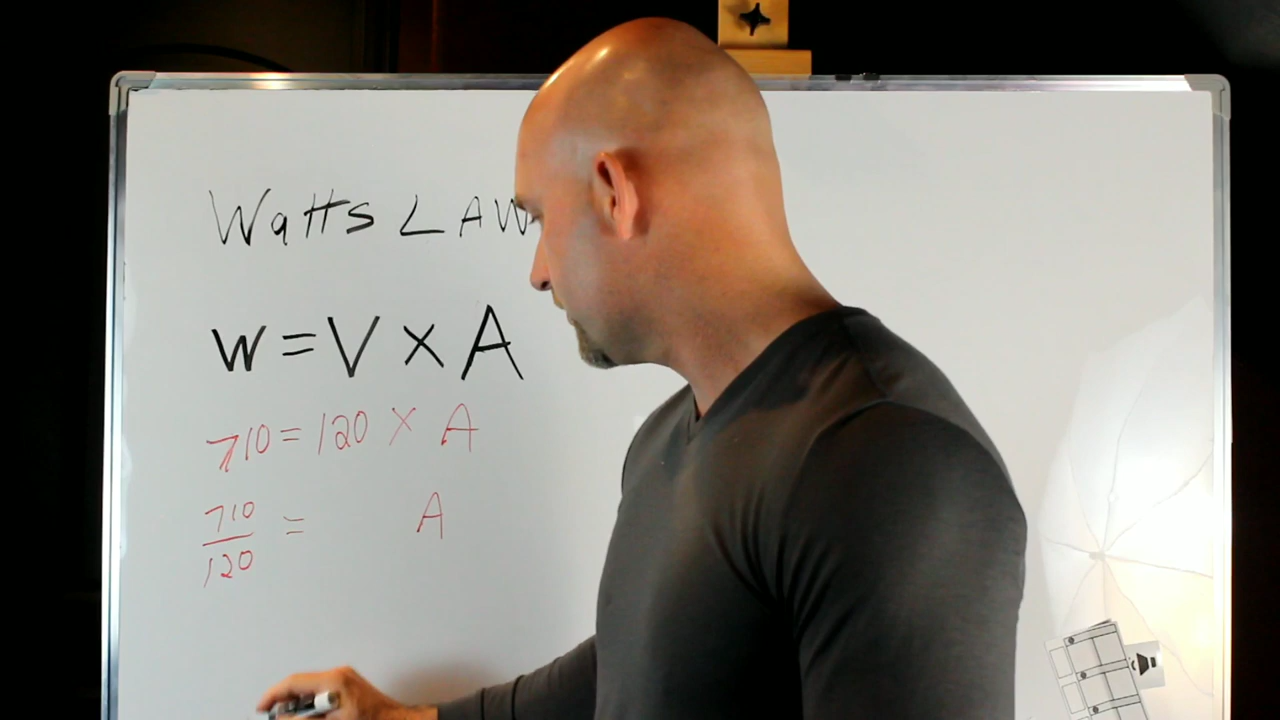 Watts LAW
W = V × A
710 = 120 × A
710/120 = A